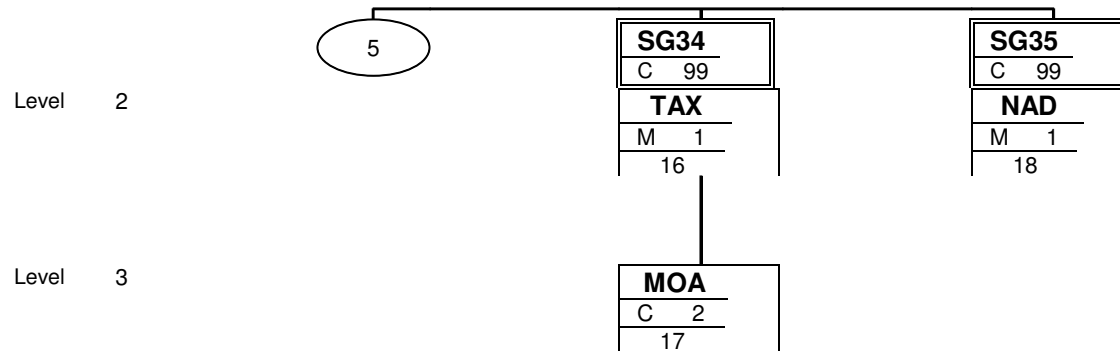 5
SG34
C 99
SG35
C 99
Level 2
TAX
M 1
16
NAD
M 1
18
Level 3
MOA
C 2
17